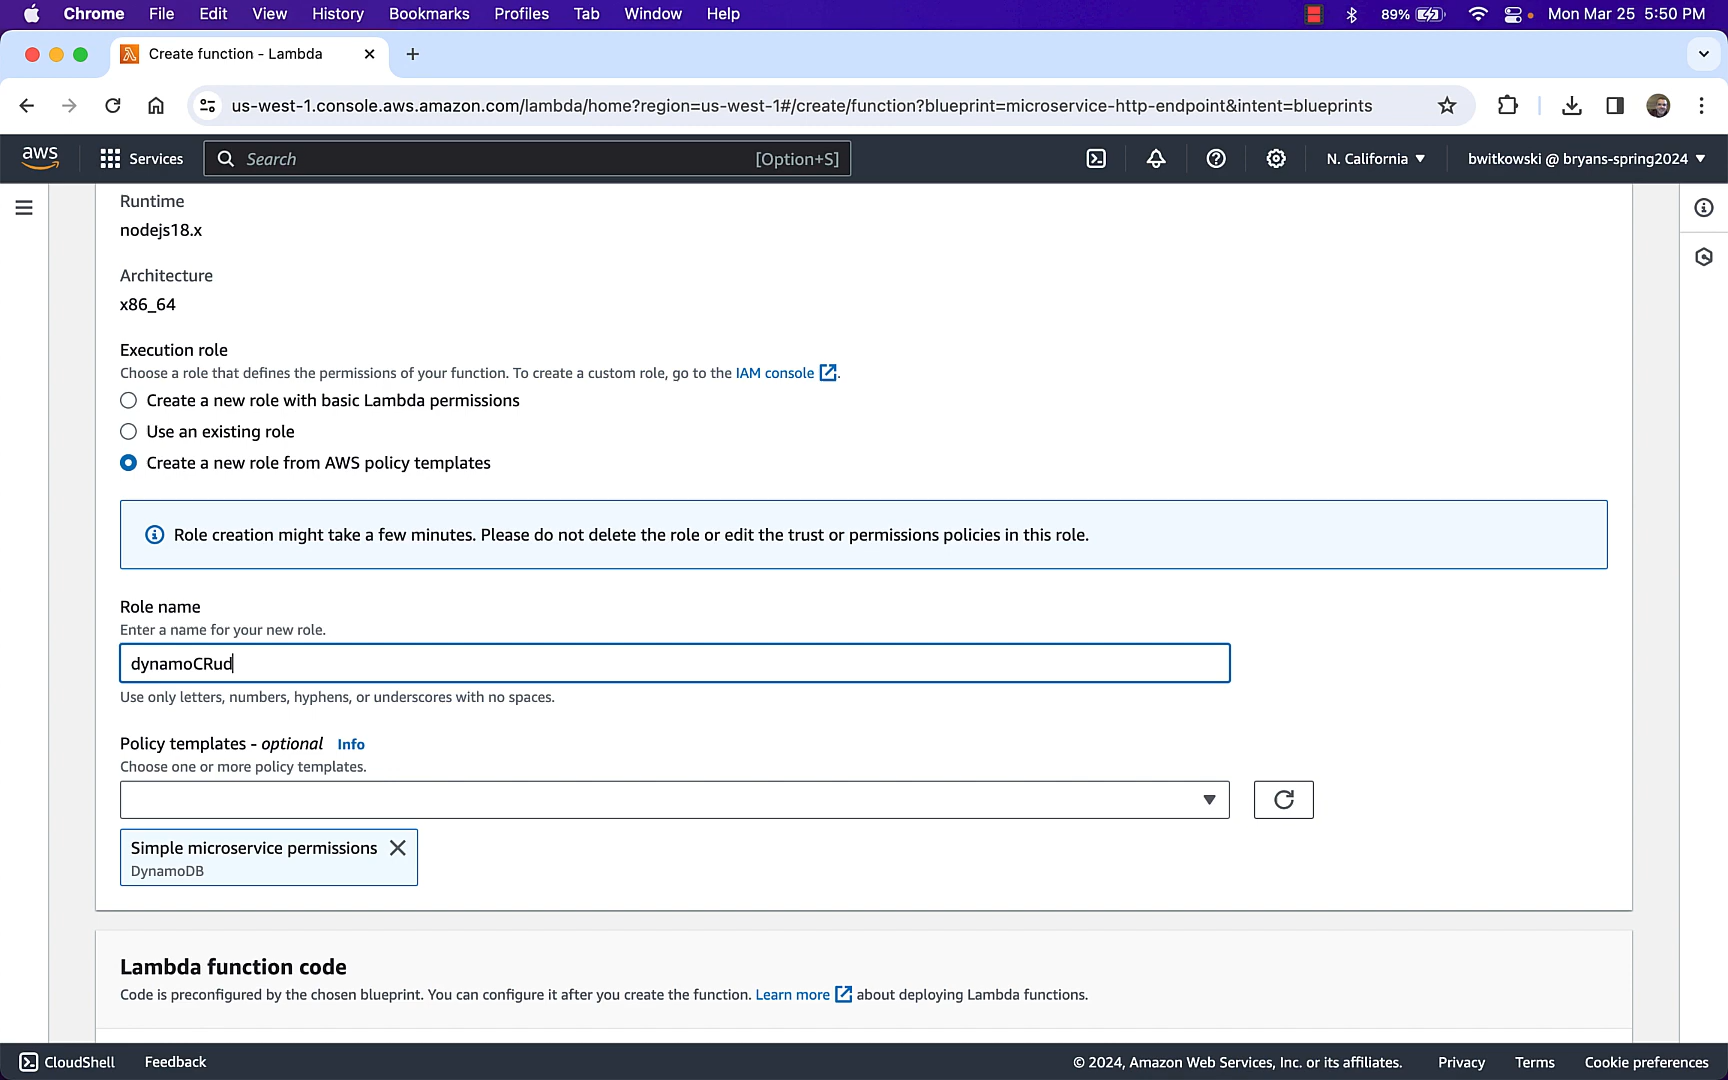 Chrome File Edit View History Bookmarks Profiles Tab Window Help 89% Mon Mar 25 5:50 PM
Create function - Lambda
us-west-1.console.aws.amazon.com/lambda/home?region=us-west-1#/create/function?blueprint=microservice-http-endpoint&intent=blueprints
aws Services Search [Option+S] N. California bwitkowski @ bryans-spring2024
Runtime
nodejs18.x
Architecture
x86_64
Execution role
Choose a role that defines the permissions of your function. To create a custom role, go to the IAM console.
Create a new role with basic Lambda permissions
Use an existing role
Create a new role from AWS policy templates
Role creation might take a few minutes. Please do not delete the role or edit the trust or permissions policies in this role.
Role name
Enter a name for your new role.
dynamoCRud
Use only letters, numbers, hyphens, or underscores with no spaces.
Policy templates - optional Info
Choose one or more policy templates.
Simple microservice permissions
DynamoDB
Lambda function code
Code is preconfigured by the chosen blueprint. You can configure it after you create the function. Learn more about deploying Lambda functions.
CloudShell Feedback © 2024, Amazon Web Services, Inc. or its affiliates. Privacy Terms Cookie preferences